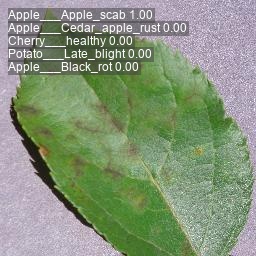 Apple___Apple_scab 1.00
Apple___Cedar_apple_rust 0.00
Cherry___healthy 0.00
Potato___Late_blight 0.00
Apple___Black_rot 0.00